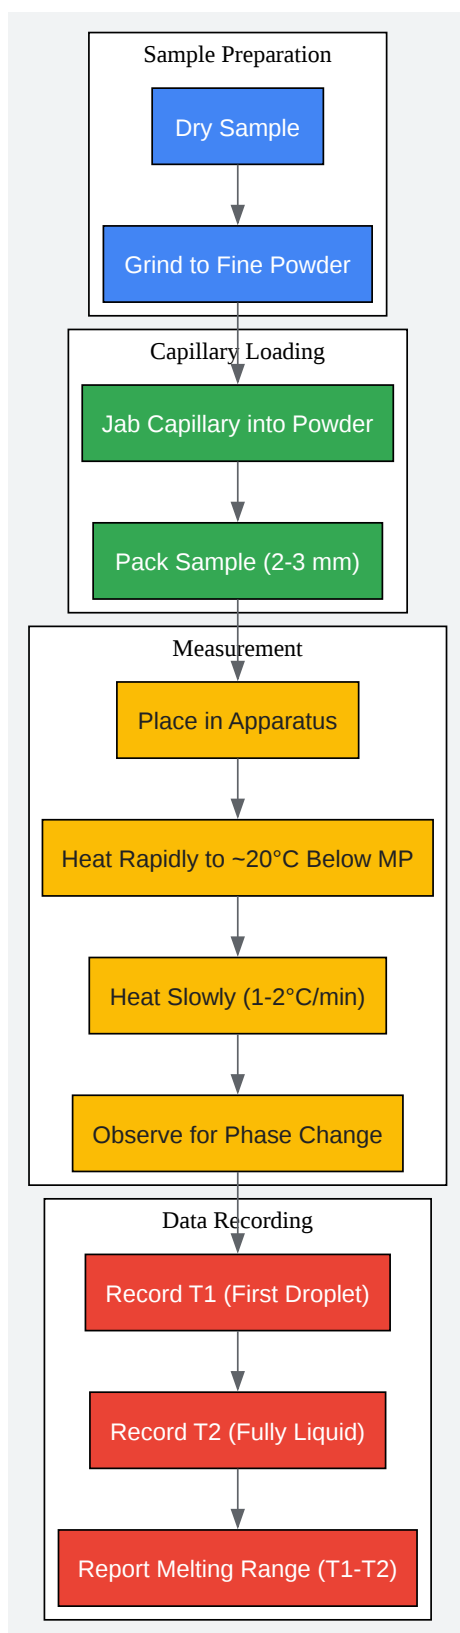 Sample Preparation
Dry Sample
Grind to Fine Powder
Capillary Loading
Jab Capillary into Powder
Pack Sample (2-3 mm)
Measurement
Place in Apparatus
Heat Rapidly to ~20°C Below MP
Heat Slowly (1-2°C/min)
Observe for Phase Change
Data Recording
Record T1 (First Droplet)
Record T2 (Fully Liquid)
Report Melting Range (T1-T2)